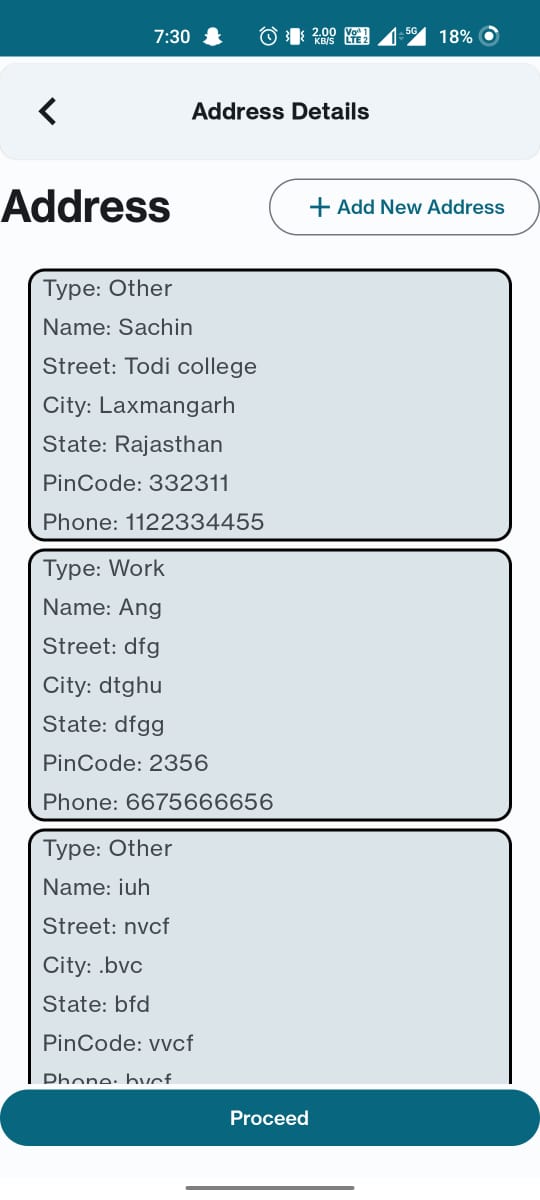 7:30 2.00 KB/S Vo 1 LTE 2 5G 18%
Address Details
Address
+ Add New Address
Type: Other
Name: Sachin
Street: Todi college
City: Laxmangarh
State: Rajasthan
PinCode: 332311
Phone: 1122334455
Type: Work
Name: Ang
Street: dfg
City: dtghu
State: dfgg
PinCode: 2356
Phone: 6675666656
Type: Other
Name: iuh
Street: nvcf
City: .bvc
State: bfd
PinCode: vvcf
Phone: bvcf
Proceed